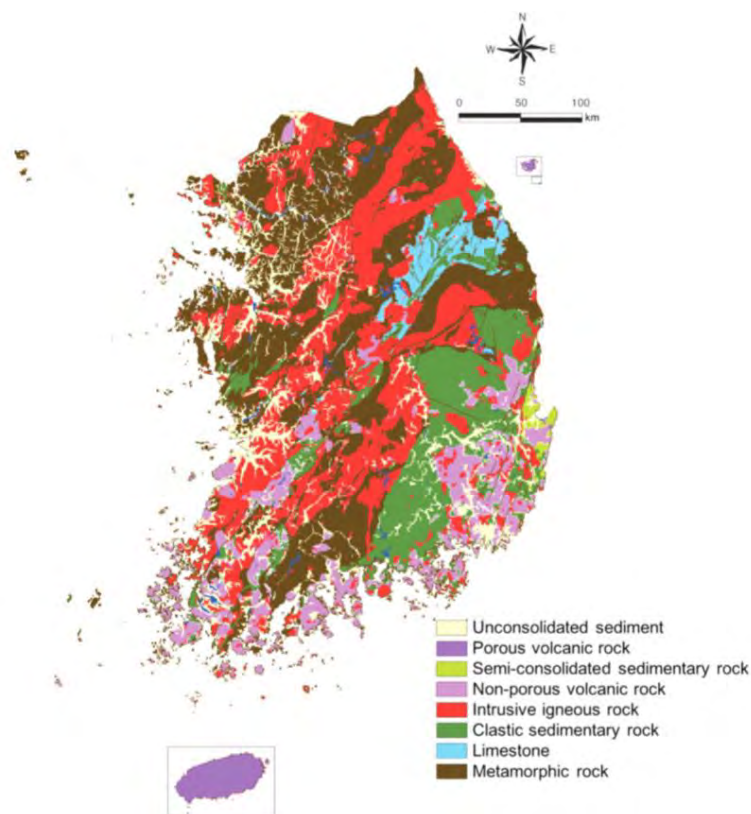 N
W E
S
0 50 100
km
Unconsolidated sediment
Porous volcanic rock
Semi-consolidated sedimentary rock
Non-porous volcanic rock
Intrusive igneous rock
Clastic sedimentary rock
Limestone
Metamorphic rock